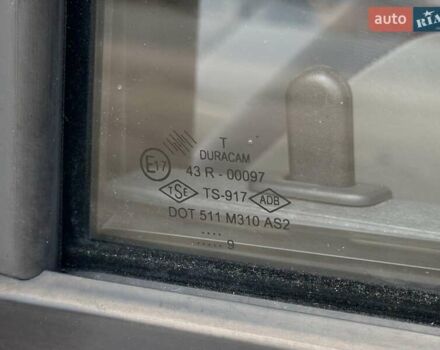 auto RIA
T
DURACAM
E17
43 R - 00097
TSE TS-917 ADB
DOT 511 M310 AS2
....
.... 9